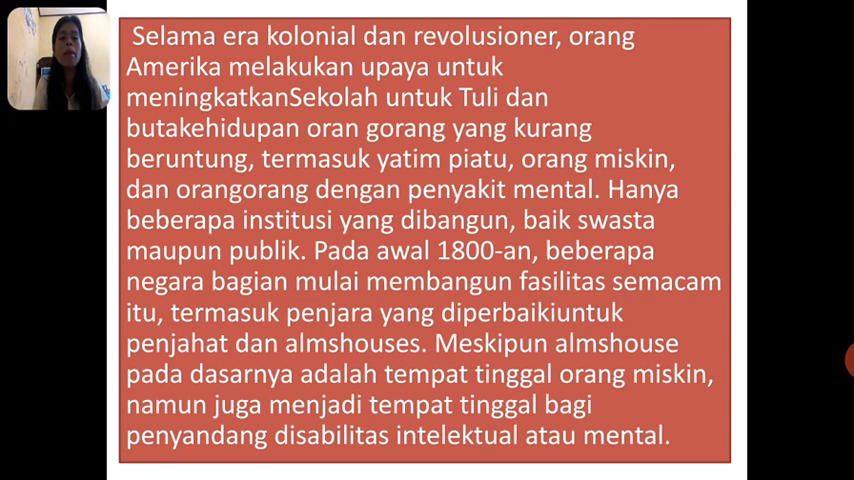 Selama era kolonial dan revolusioner, orang
Amerika melakukan upaya untuk
meningkatkanSekolah untuk Tuli dan
butakehidupan oran gorang yang kurang
beruntung, termasuk yatim piatu, orang miskin,
dan orangorang dengan penyakit mental. Hanya
beberapa institusi yang dibangun, baik swasta
maupun publik. Pada awal 1800-an, beberapa
negara bagian mulai membangun fasilitas semacam
itu, termasuk penjara yang diperbaikiuntuk
penjahat dan almshouses. Meskipun almshouse
pada dasarnya adalah tempat tinggal orang miskin,
namun juga menjadi tempat tinggal bagi
penyandang disabilitas intelektual atau mental.